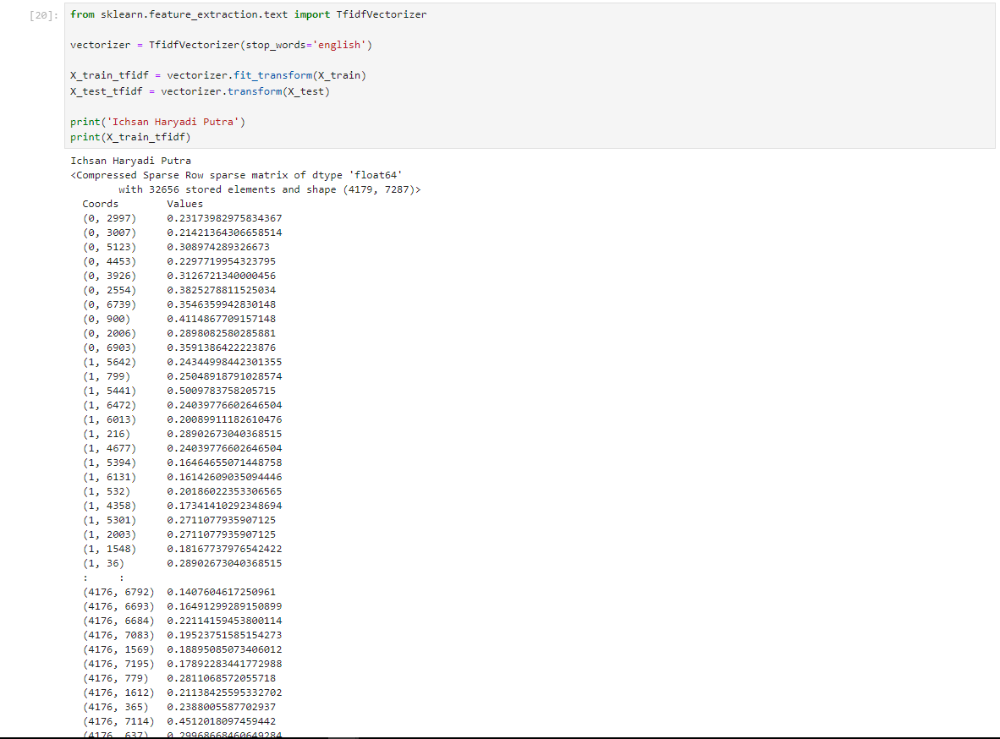 [20]: from sklearn.feature_extraction.text import TfidfVectorizer
vectorizer = TfidfVectorizer(stop_words='english')
X_train_tfidf = vectorizer.fit_transform(X_train)
X_test_tfidf = vectorizer.transform(X_test)
print('Ichsan Haryadi Putra')
print(X_train_tfidf)
Ichsan Haryadi Putra
<Compressed Sparse Row sparse matrix of dtype 'float64'
with 32656 stored elements and shape (4179, 7287)>
Coords Values
(0, 2997) 0.23173982975834367
(0, 3007) 0.21421364306658514
(0, 5123) 0.308974289326673
(0, 4453) 0.2297719954323795
(0, 3926) 0.3126721340000456
(0, 2554) 0.3825278811525034
(0, 6739) 0.3546359942830148
(0, 900) 0.4114867709157148
(0, 2006) 0.2898082580285881
(0, 6903) 0.3591386422223876
(1, 5642) 0.24344998442301355
(1, 799) 0.25048918791028574
(1, 5441) 0.5009783758205715
(1, 6472) 0.24039776602646504
(1, 6013) 0.20089911182610476
(1, 216) 0.28902673040368515
(1, 4677) 0.24039776602646504
(1, 5394) 0.16464655071448758
(1, 6131) 0.16142609035094446
(1, 532) 0.20186022353306565
(1, 4358) 0.17341410292348694
(1, 5301) 0.2711077935907125
(1, 2003) 0.2711077935907125
(1, 1548) 0.18167737976542422
(1, 36) 0.28902673040368515
: :
(4176, 6792) 0.1407604617250961
(4176, 6693) 0.16491299289150899
(4176, 6684) 0.22114159453800114
(4176, 7083) 0.19523751585154273
(4176, 1569) 0.18895085073406012
(4176, 7195) 0.17892283441772988
(4176, 779) 0.2811068572055718
(4176, 1612) 0.21138425595332702
(4176, 365) 0.2388005587702937
(4176, 7114) 0.4512018097459442
(4176, 637) 0.29968668460649284